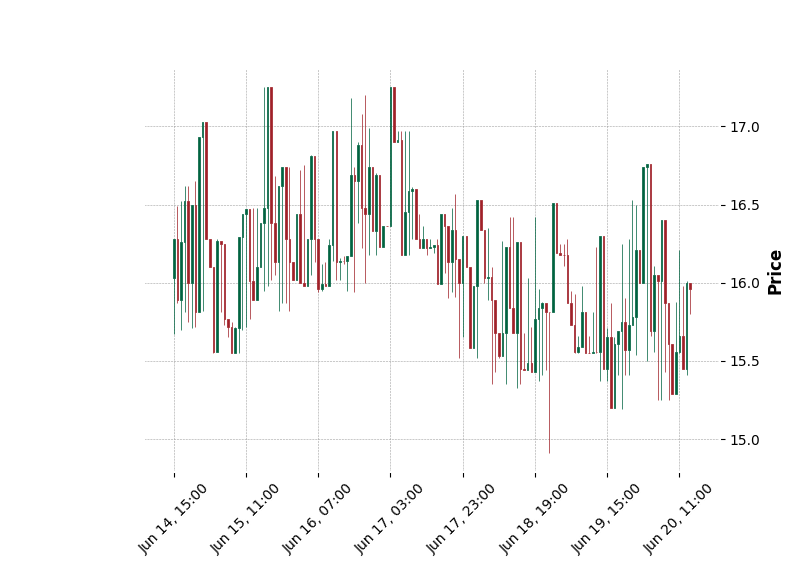 17.0
16.5
16.0
15.5
15.0
Price
Jun 14, 15:00
Jun 15, 11:00
Jun 16, 07:00
Jun 17, 03:00
Jun 17, 23:00
Jun 18, 19:00
Jun 19, 15:00
Jun 20, 11:00